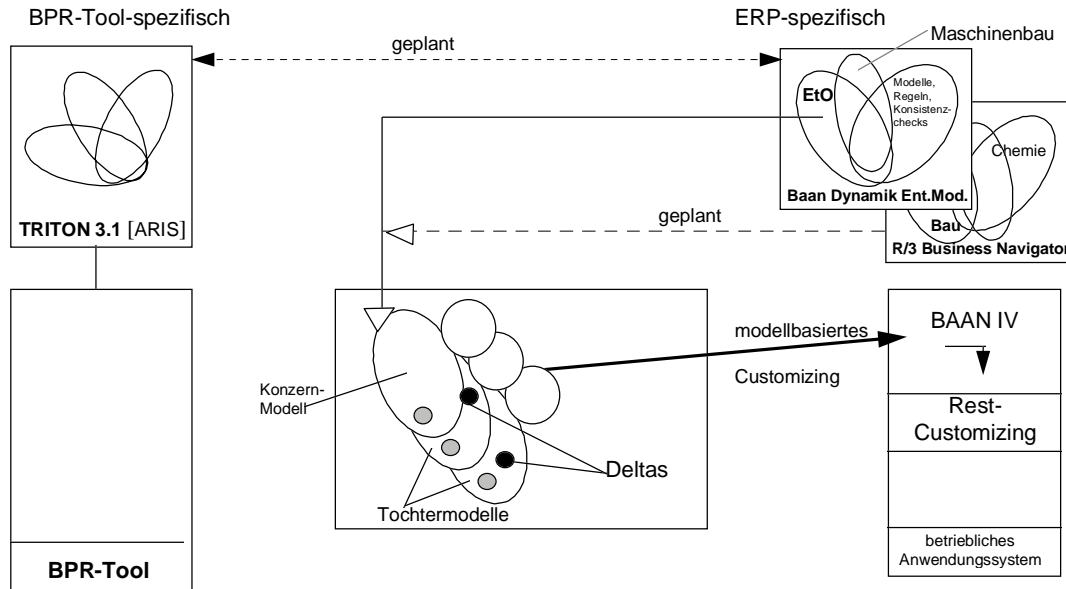 BPR-Tool-spezifisch
ERP-spezifisch
Maschinenbau
geplant
EtO
Modelle,
Regeln,
Konsistenz-
checks
Chemie
Baan Dynamik Ent.Mod.
TRITON 3.1 [ARIS]
geplant
Bau
R/3 Business Navigator
modellbasiertes
Customizing
BAAN IV
Konzern-
Modell
Rest-
Customizing
Deltas
Tochtermodelle
betriebliches
Anwendungssystem
BPR-Tool